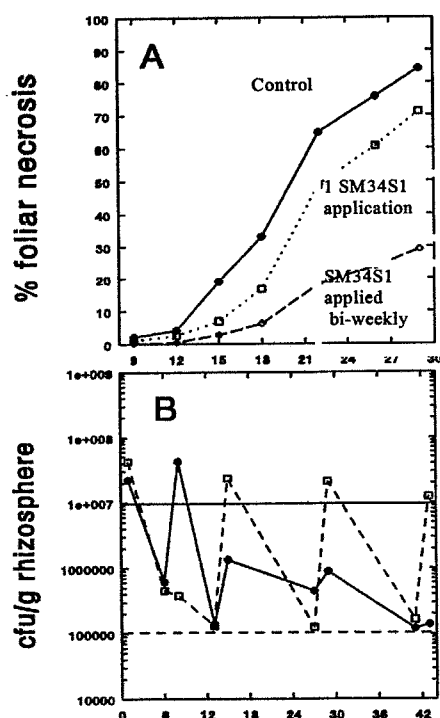 100
90
80
70
60
50
40
30
20
10
0
% foliar necrosis
A
Control
1 SM34S1
application
SM34S1
applied
bi-weekly
9 12 15 18 21 24 27 30
1e+009
1e+008
1e+007
1000000
100000
10000
cfu/g rhizosphere
B
0 6 12 18 24 30 36 42